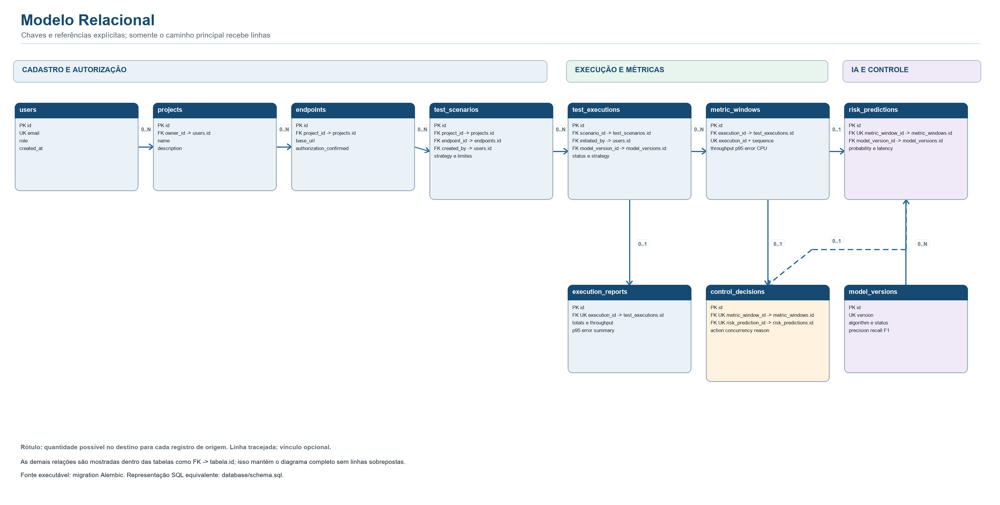 Modelo Relacional
Chaves e referências explícitas; somente o caminho principal recebe linhas
CADASTRO E AUTORIZAÇÃO
EXECUÇÃO E MÉTRICAS
IA E CONTROLE
users
PK id
UK email
role
created_at
0..N
projects
PK id
FK owner_id -> users.id
name
description
0..N
endpoints
PK id
FK project_id -> projects.id
base_url
authorization_confirmed
0..N
test_scenarios
PK id
FK project_id -> projects.id
FK endpoint_id -> endpoints.id
FK created_by -> users.id
strategy e limites
0..N
test_executions
PK id
FK scenario_id -> test_scenarios.id
FK initiated_by -> users.id
FK model_version_id -> model_versions.id
status e strategy
0..N
metric_windows
PK id
FK execution_id -> test_executions.id
UK execution_id + sequence
throughput p95 error CPU
0..1
risk_predictions
PK id
FK UK metric_window_id -> metric_windows.id
FK model_version_id -> model_versions.id
probability e latency
0..1
0..1
0..1
0..N
execution_reports
PK id
FK UK execution_id -> test_executions.id
totals e throughput
p95 error summary
control_decisions
PK id
FK UK metric_window_id -> metric_windows.id
FK UK risk_prediction_id -> risk_predictions.id
action concurrency reason
model_versions
PK id
UK version
algorithm e status
precision recall F1
Rótulo: quantidade possível no destino para cada registro de origem. Linha tracejada: vínculo opcional.
As demais relações são mostradas dentro das tabelas como FK -> tabela.id; isso mantém o diagrama completo sem linhas sobrepostas.
Fonte executável: migration Alembic. Representação SQL equivalente: database/schema.sql.